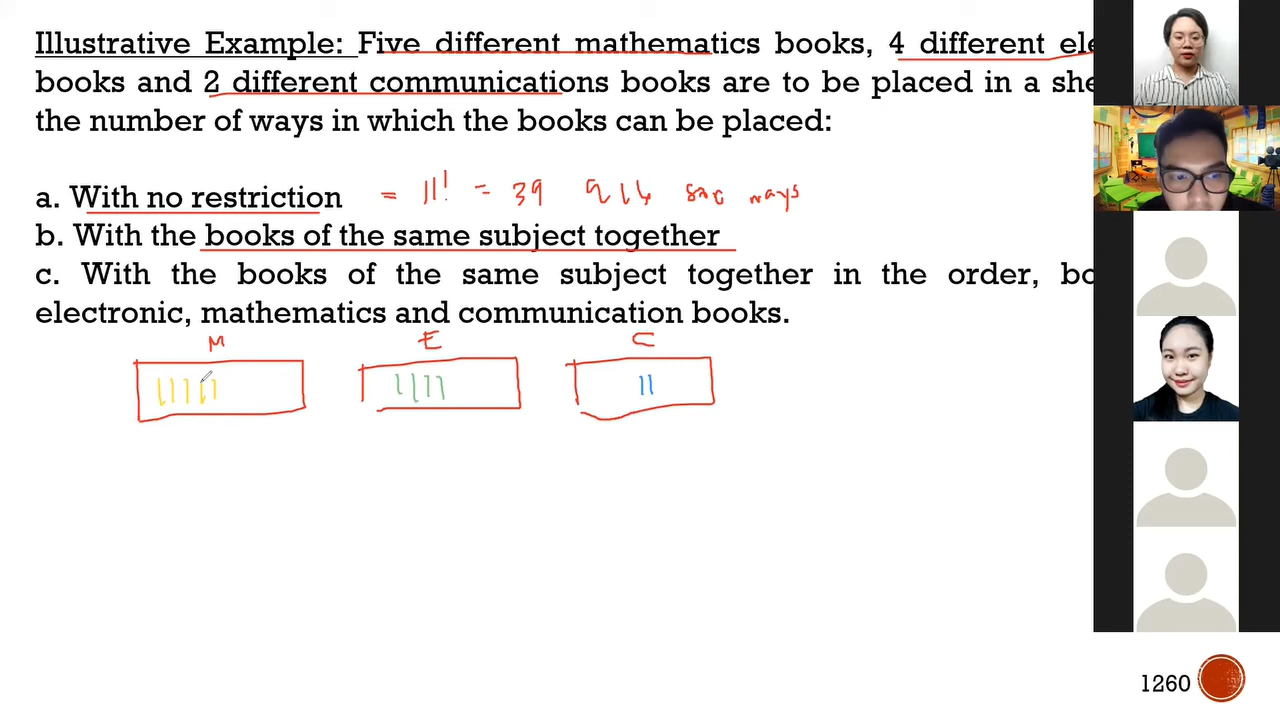 Illustrative Example: Five different mathematics books, 4 different ele
books and 2 different communications books are to be placed in a she
the number of ways in which the books can be placed:
a. With no restriction = 11! = 39 916 800 ways
b. With the books of the same subject together
c. With the books of the same subject together in the order, bo
electronic, mathematics and communication books.
M E C
1260